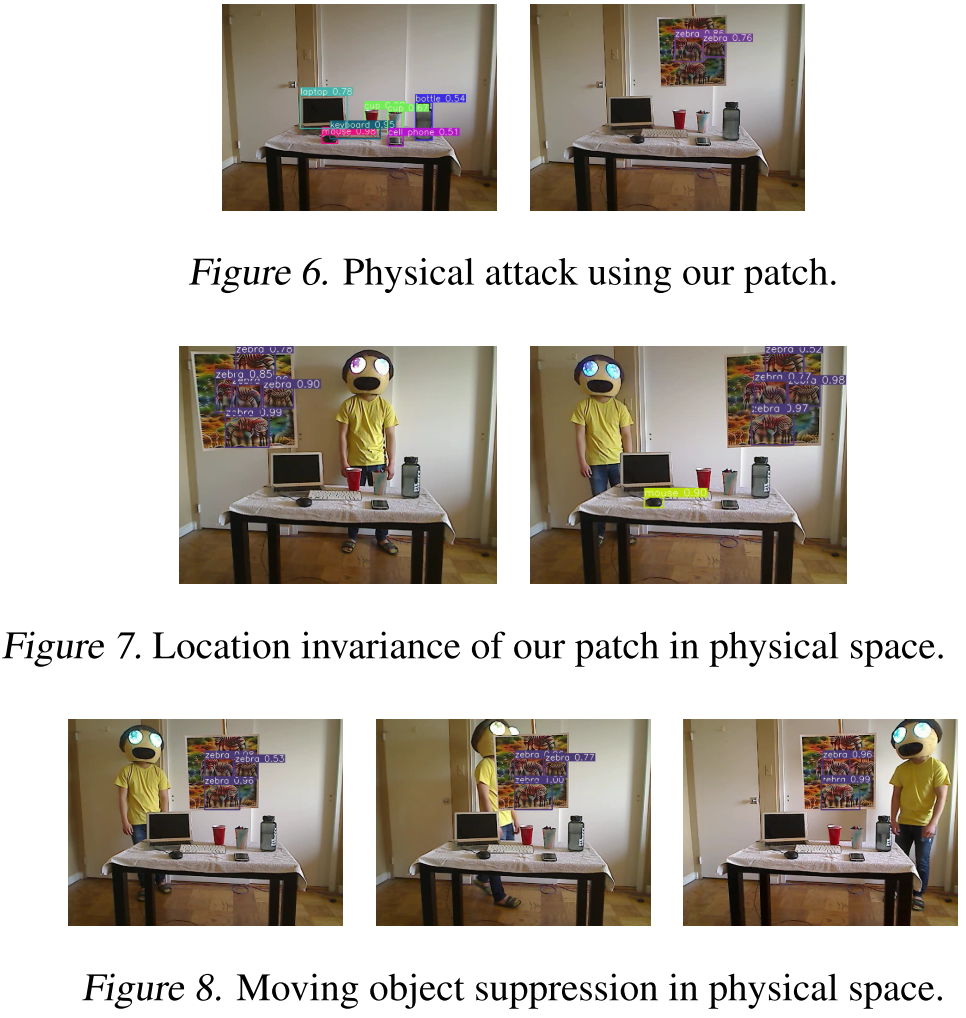 laptop 0.78
bottle 0.54
cup 0.67
keyboard 0.95
mouse 0.98
cell phone 0.51
zebra 0.86
zebra 0.76
Figure 6. Physical attack using our patch.
zebra 0.78
zebra 0.85
zebra 0.90
zebra 0.99
zebra 0.52
zebra 0.77
zebra 0.98
zebra 0.97
mouse 0.90
Figure 7. Location invariance of our patch in physical space.
zebra
zebra 0.53
zebra 0.96
zebra
zebra 0.77
zebra 1.00
zebra 0.96
zebra 0.99
Figure 8. Moving object suppression in physical space.